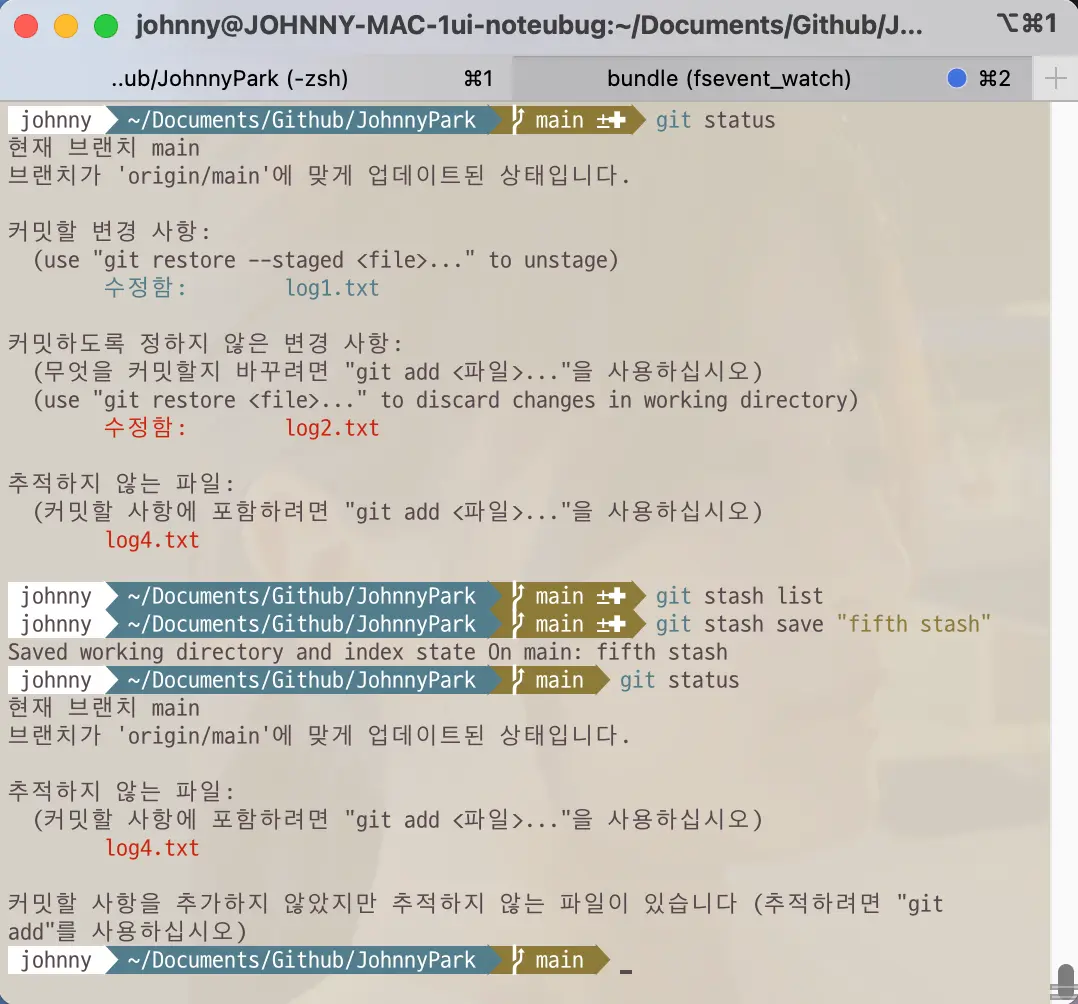 johnny@JOHNNY-MAC-1ui-noteubug:~/Documents/Github/J... ⌥⌘1
..ub/JohnnyPark (-zsh) ⌘1 bundle (fsevent_watch) ⌘2
johnny ~/Documents/Github/JohnnyPark main ±✚ git status
현재 브랜치 main
브랜치가 'origin/main'에 맞게 업데이트된 상태입니다.
커밋할 변경 사항:
(use "git restore --staged <file>..." to unstage)
수정함: log1.txt
커밋하도록 정하지 않은 변경 사항:
(무엇을 커밋할지 바꾸려면 "git add <파일>..."을 사용하십시오)
(use "git restore <file>..." to discard changes in working directory)
수정함: log2.txt
추적하지 않는 파일:
(커밋할 사항에 포함하려면 "git add <파일>..."을 사용하십시오)
log4.txt
johnny ~/Documents/Github/JohnnyPark main ±✚ git stash list
johnny ~/Documents/Github/JohnnyPark main ±✚ git stash save "fifth stash"
Saved working directory and index state On main: fifth stash
johnny ~/Documents/Github/JohnnyPark main git status
현재 브랜치 main
브랜치가 'origin/main'에 맞게 업데이트된 상태입니다.
추적하지 않는 파일:
(커밋할 사항에 포함하려면 "git add <파일>..."을 사용하십시오)
log4.txt
커밋할 사항을 추가하지 않았지만 추적하지 않는 파일이 있습니다 (추적하려면 "git
add"를 사용하십시오)
johnny ~/Documents/Github/JohnnyPark main